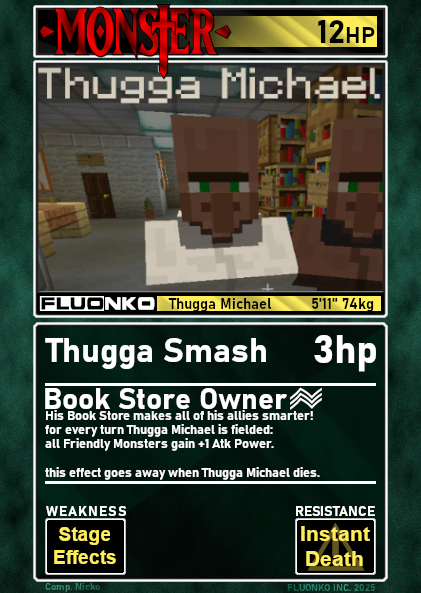 MONSTER
12HP
Thugga Michael
FLUONKO
Thugga Michael 5'11" 74kg
Thugga Smash 3hp
Book Store Owner
His Book Store makes all of his allies smarter!
for every turn Thugga Michael is fielded:
all Friendly Monsters gain +1 Atk Power.
this effect goes away when Thugga Michael dies.
WEAKNESS
Stage
Effects
RESISTANCE
Instant
Death
Comp. Nicko
FLUONKO INC. 2025